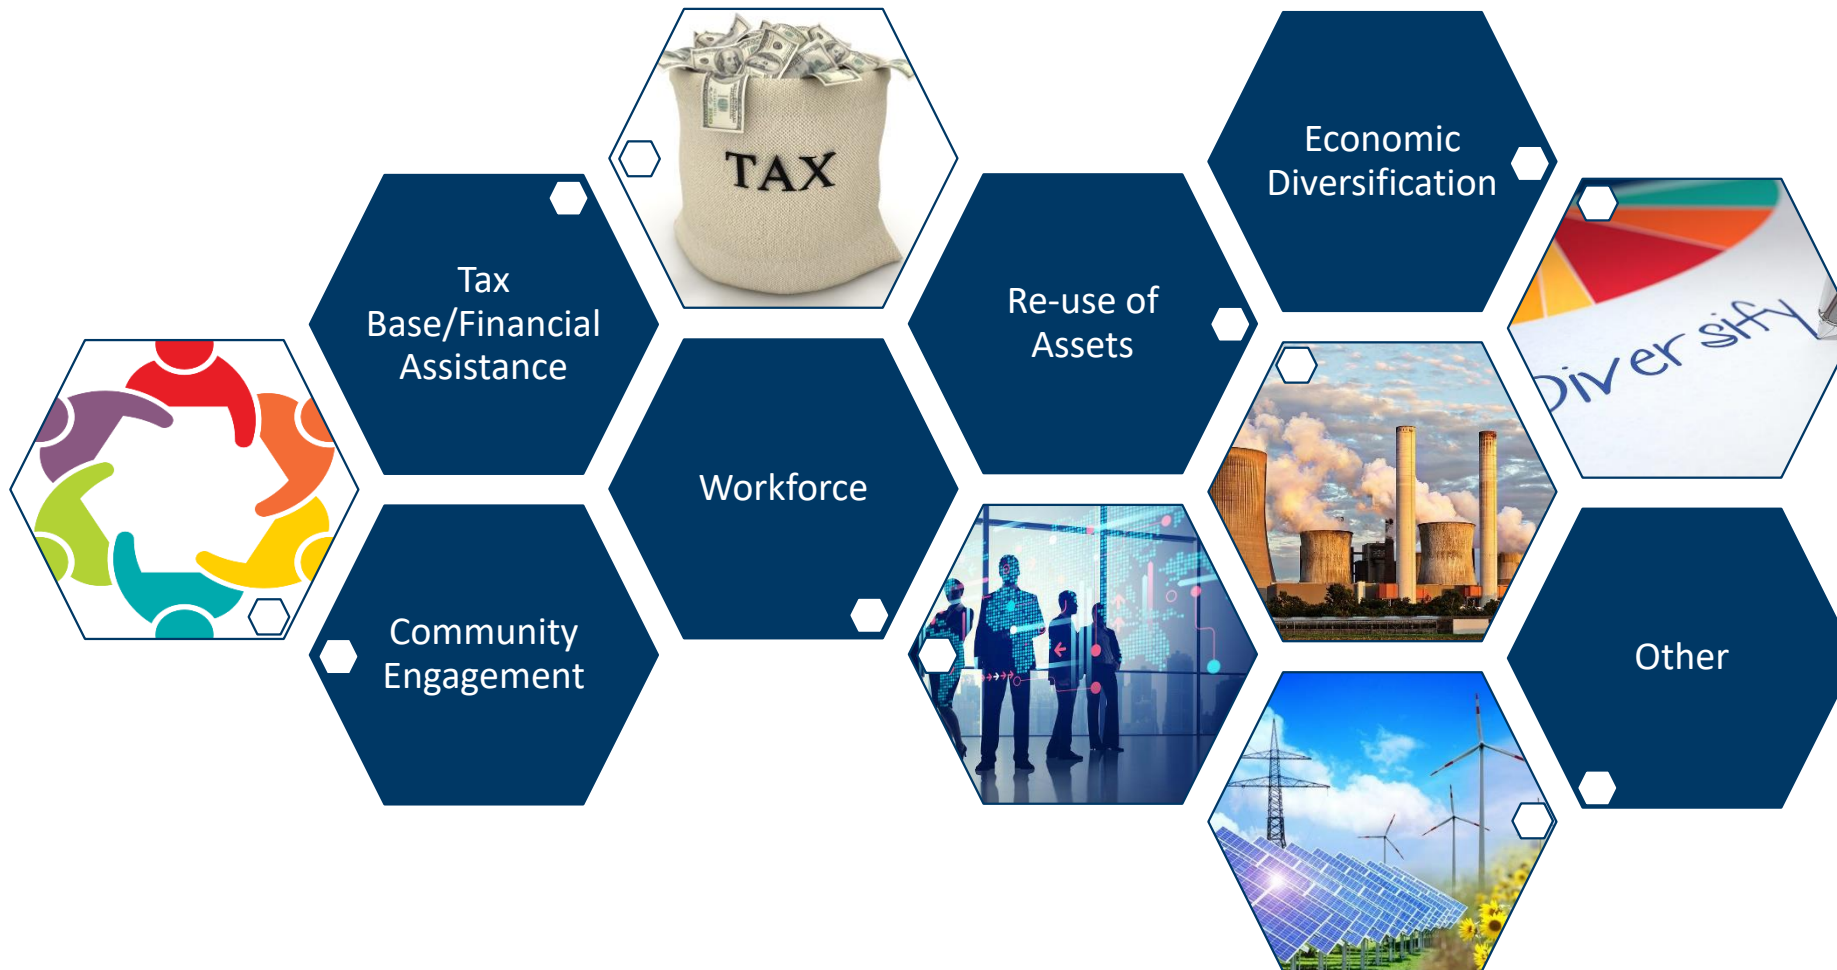 TAX
Economic
Diversification
Tax
Base/Financial
Assistance
Re-use of
Assets
Diversify
Workforce
Community
Engagement
Other